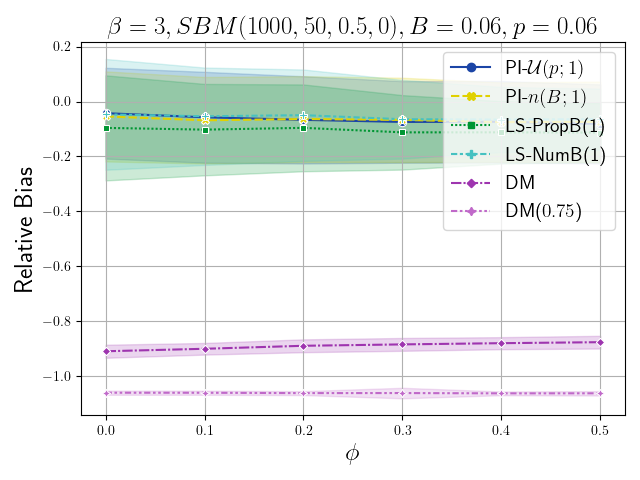 β = 3, SBM(1000, 50, 0.5, 0), B = 0.06, p = 0.06
0.2
0.0
−0.2
−0.4
−0.6
−0.8
−1.0
Relative Bias
PI-𝒰(p; 1)
PI-n(B; 1)
LS-PropB(1)
LS-NumB(1)
DM
DM(0.75)
0.0 0.1 0.2 0.3 0.4 0.5
ϕ